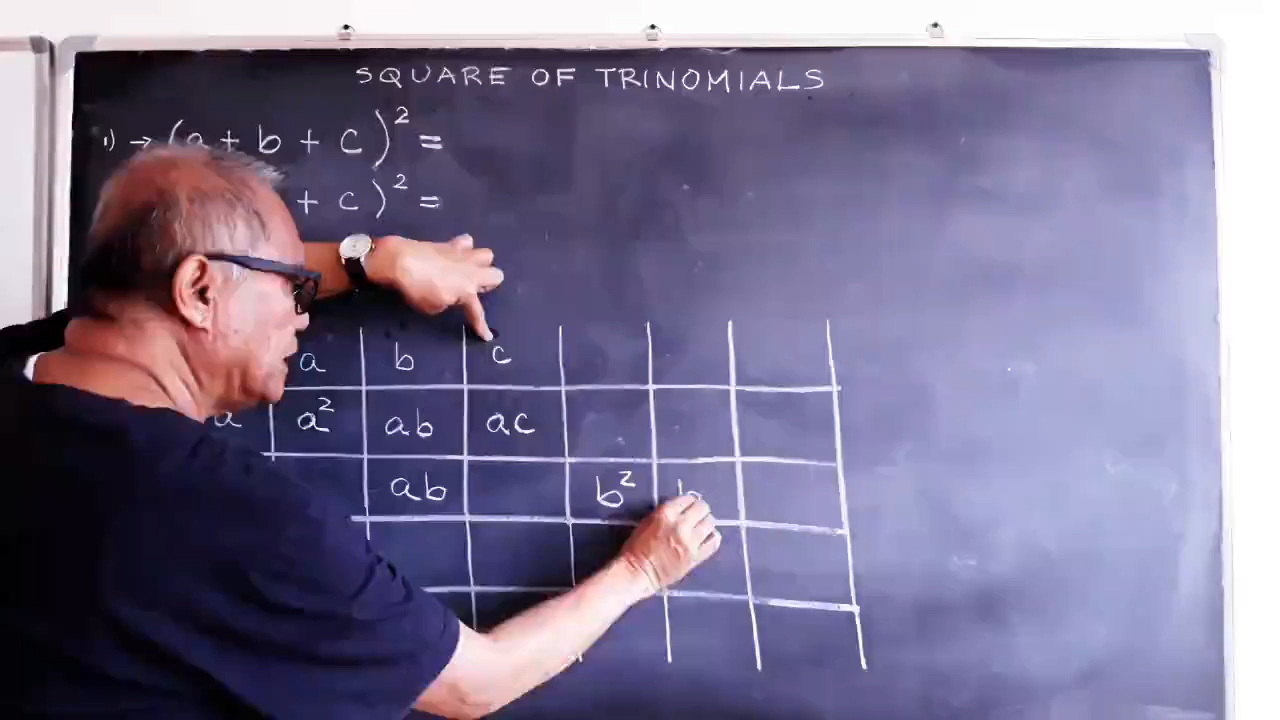 SQUARE OF TRINOMIALS
1) → (a + b + c)² =
+ c)² =
a b c
a a² ab ac
ab b² b